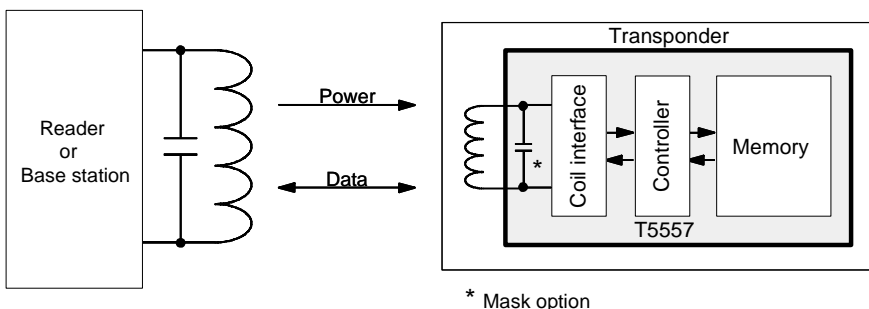 Reader
or
Base station
Power
Data
Transponder
*
Coil interface
Controller
Memory
T5557
* Mask option